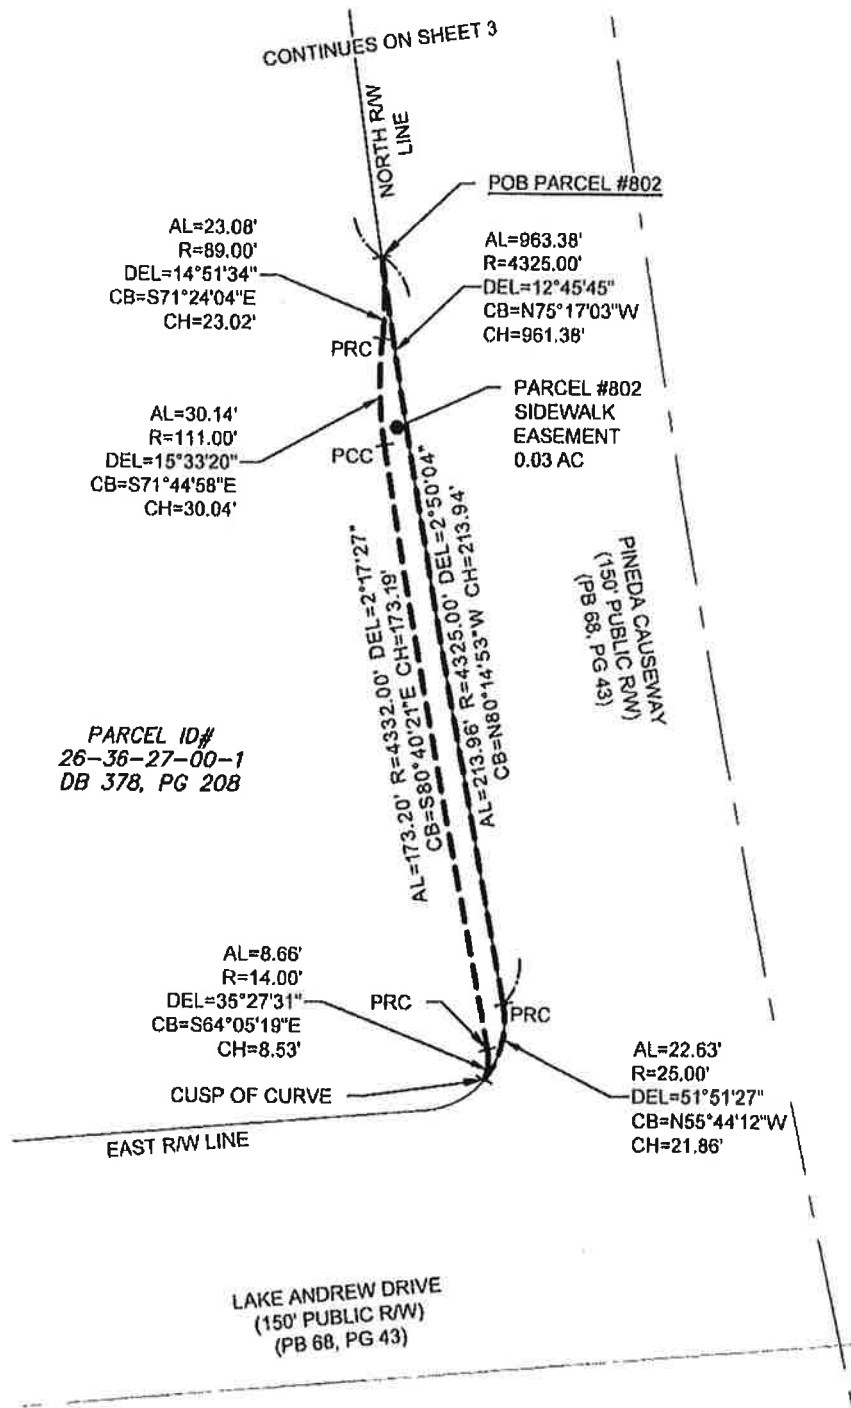 CONTINUES ON SHEET 3
NORTH R/W
LINE
POB PARCEL #802
AL=23.08'
R=89.00'
DEL=14°51'34"
CB=S71°24'04"E
CH=23.02'
AL=963.38'
R=4325.00'
DEL=12°45'45"
CB=N75°17'03"W
CH=961.38'
PRC
PARCEL #802
SIDEWALK
EASEMENT
0.03 AC
AL=30.14'
R=111.00'
DEL=15°33'20"
CB=S71°44'58"E
CH=30.04'
PCC
AL=173.20' R=4332.00' DEL=2°17'27"
CB=S80°40'21"E CH=173.19'
AL=213.96' R=4325.00' DEL=2°50'04"
CB=N80°14'53"W CH=213.94'
PINEDA CAUSEWAY
(150' PUBLIC R/W)
(PB 68, PG 43)
PARCEL ID#
26-36-27-00-1
DB 378, PG 208
AL=8.66'
R=14.00'
DEL=35°27'31"
CB=S64°05'19"E
CH=8.53'
PRC
PRC
CUSP OF CURVE
AL=22.63'
R=25.00'
DEL=51°51'27"
CB=N55°44'12"W
CH=21.86'
EAST R/W LINE
LAKE ANDREW DRIVE
(150' PUBLIC R/W)
(PB 68, PG 43)